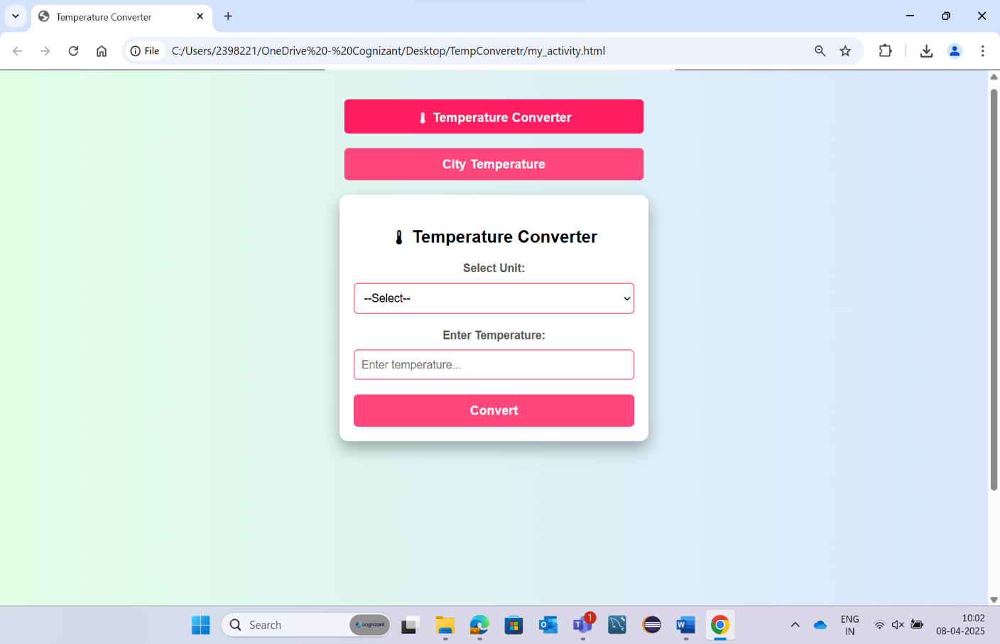 Temperature Converter
File
C:/Users/2398221/OneDrive%20-%20Cognizant/Desktop/TempConveretr/my_activity.html
Temperature Converter
City Temperature
Temperature Converter
Select Unit:
--Select--
Enter Temperature:
Enter temperature...
Convert
Search
cognizant
1
ENG
IN
10:02
08-04-2025